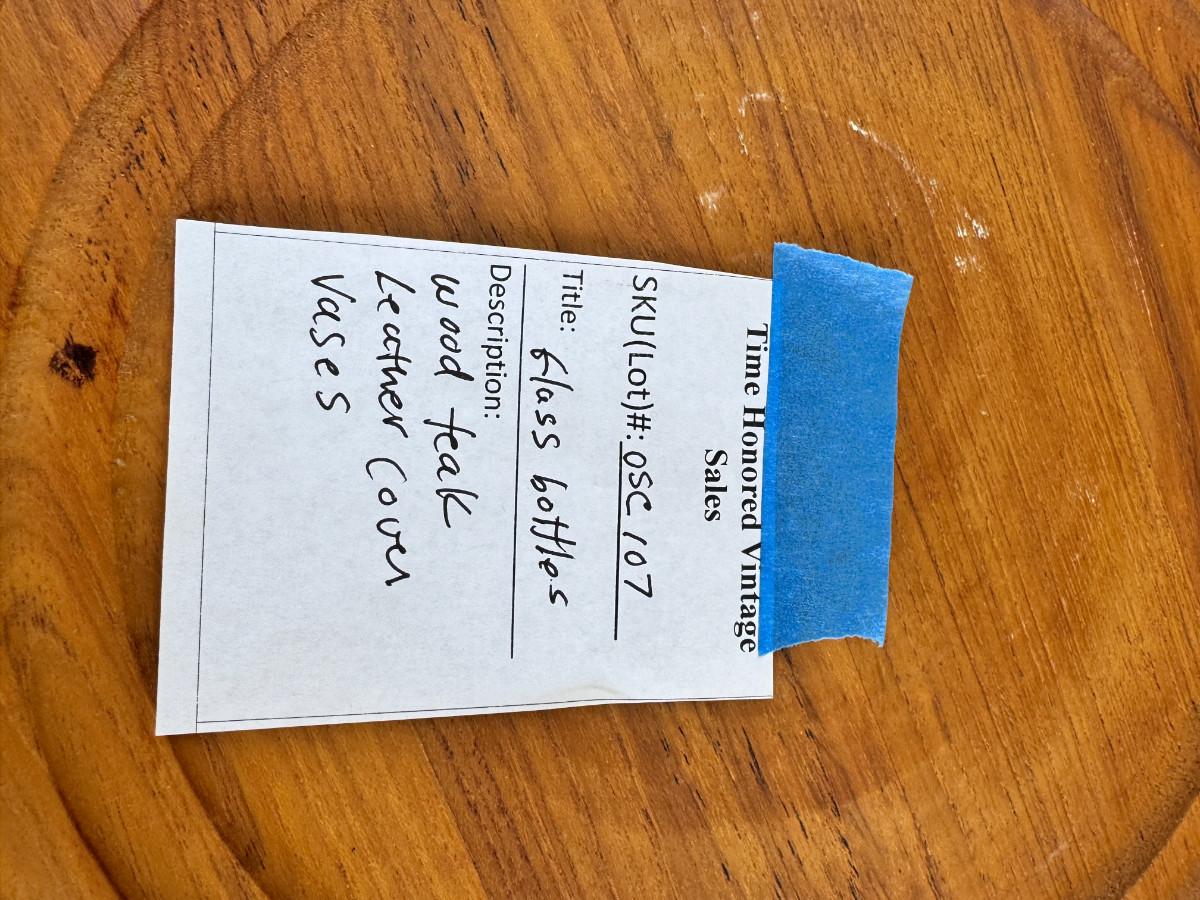 Time Honored Vintage
Sales
SKU(Lot)#: OSC 107
Title: Glass bottles
Description:
Wood teak
Leather Cover
Vases